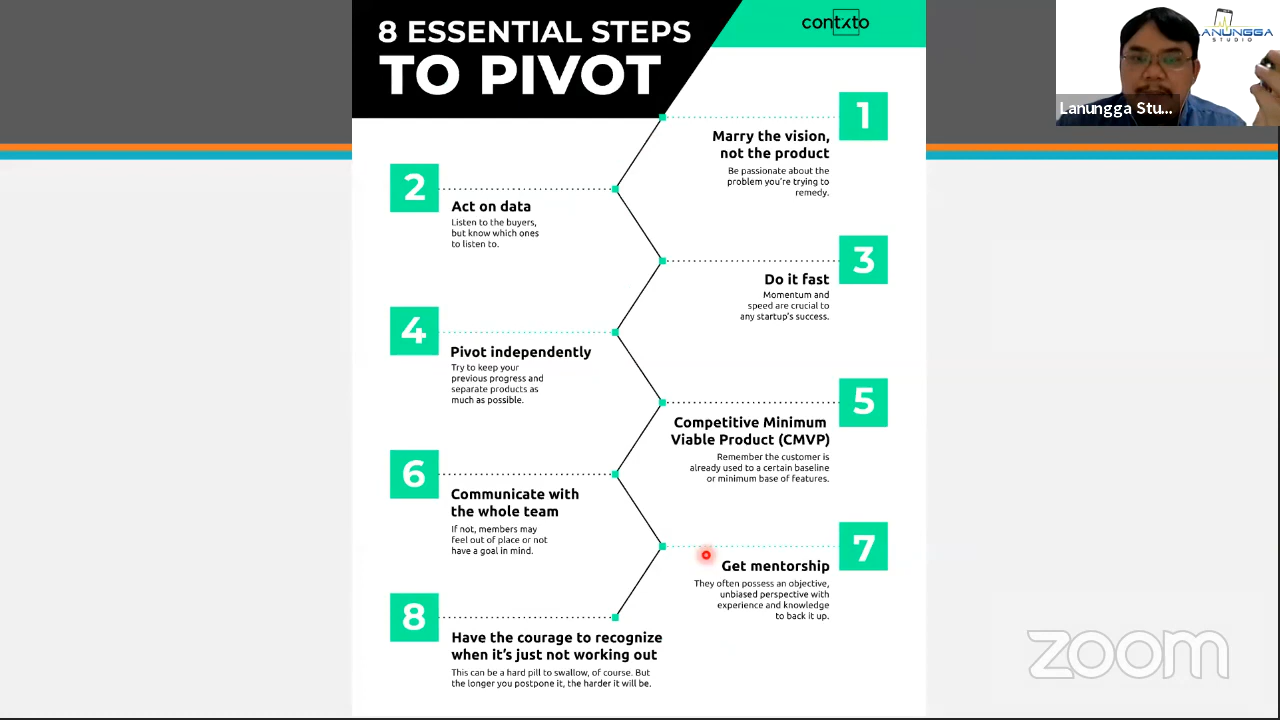 8 ESSENTIAL STEPS
TO PIVOT
contxto
LANUNGGA
STUDIO
Lanungga Stu...
1
Marry the vision,
not the product
Be passionate about the
problem you're trying to
remedy.
2
Act on data
Listen to the buyers,
but know which ones
to listen to.
3
Do it fast
Momentum and
speed are crucial to
any startup's success.
4
Pivot independently
Try to keep your
previous progress and
separate products as
much as possible.
5
Competitive Minimum
Viable Product (CMVP)
Remember the customer is
already used to a certain baseline
or minimum base of features.
6
Communicate with
the whole team
If not, members may
feel out of place or not
have a goal in mind.
7
Get mentorship
They often possess an objective,
unbiased perspective with
experience and knowledge
to back it up.
8
Have the courage to recognize
when it's just not working out
This can be a hard pill to swallow, of course. But
the longer you postpone it, the harder it will be.
zoom